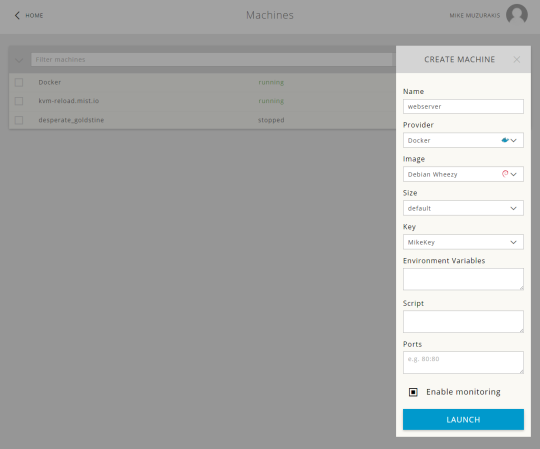 HOME
Machines
MIKE MUZURAKIS
Filter machines
Docker running
kvm-reload.mist.io running
desperate_goldstine stopped
CREATE MACHINE
Name
webserver
Provider
Docker
Image
Debian Wheezy
Size
default
Key
MikeKey
Environment Variables
Script
Ports
e.g. 80:80
Enable monitoring
LAUNCH